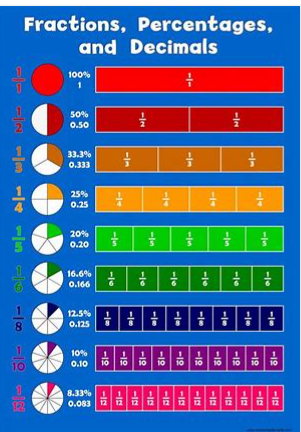 Fractions, Percentages,
and Decimals
1/1 100% 1 1/1
1/2 50% 0.50 1/2 1/2
1/3 33.3% 0.333 1/3 1/3 1/3
1/4 25% 0.25 1/4 1/4 1/4 1/4
1/5 20% 0.20 1/5 1/5 1/5 1/5 1/5
1/6 16.6% 0.166 1/6 1/6 1/6 1/6 1/6 1/6
1/8 12.5% 0.125 1/8 1/8 1/8 1/8 1/8 1/8 1/8 1/8
1/10 10% 0.10 1/10 1/10 1/10 1/10 1/10 1/10 1/10 1/10 1/10 1/10
1/12 8.33% 0.083 1/12 1/12 1/12 1/12 1/12 1/12 1/12 1/12 1/12 1/12 1/12 1/12